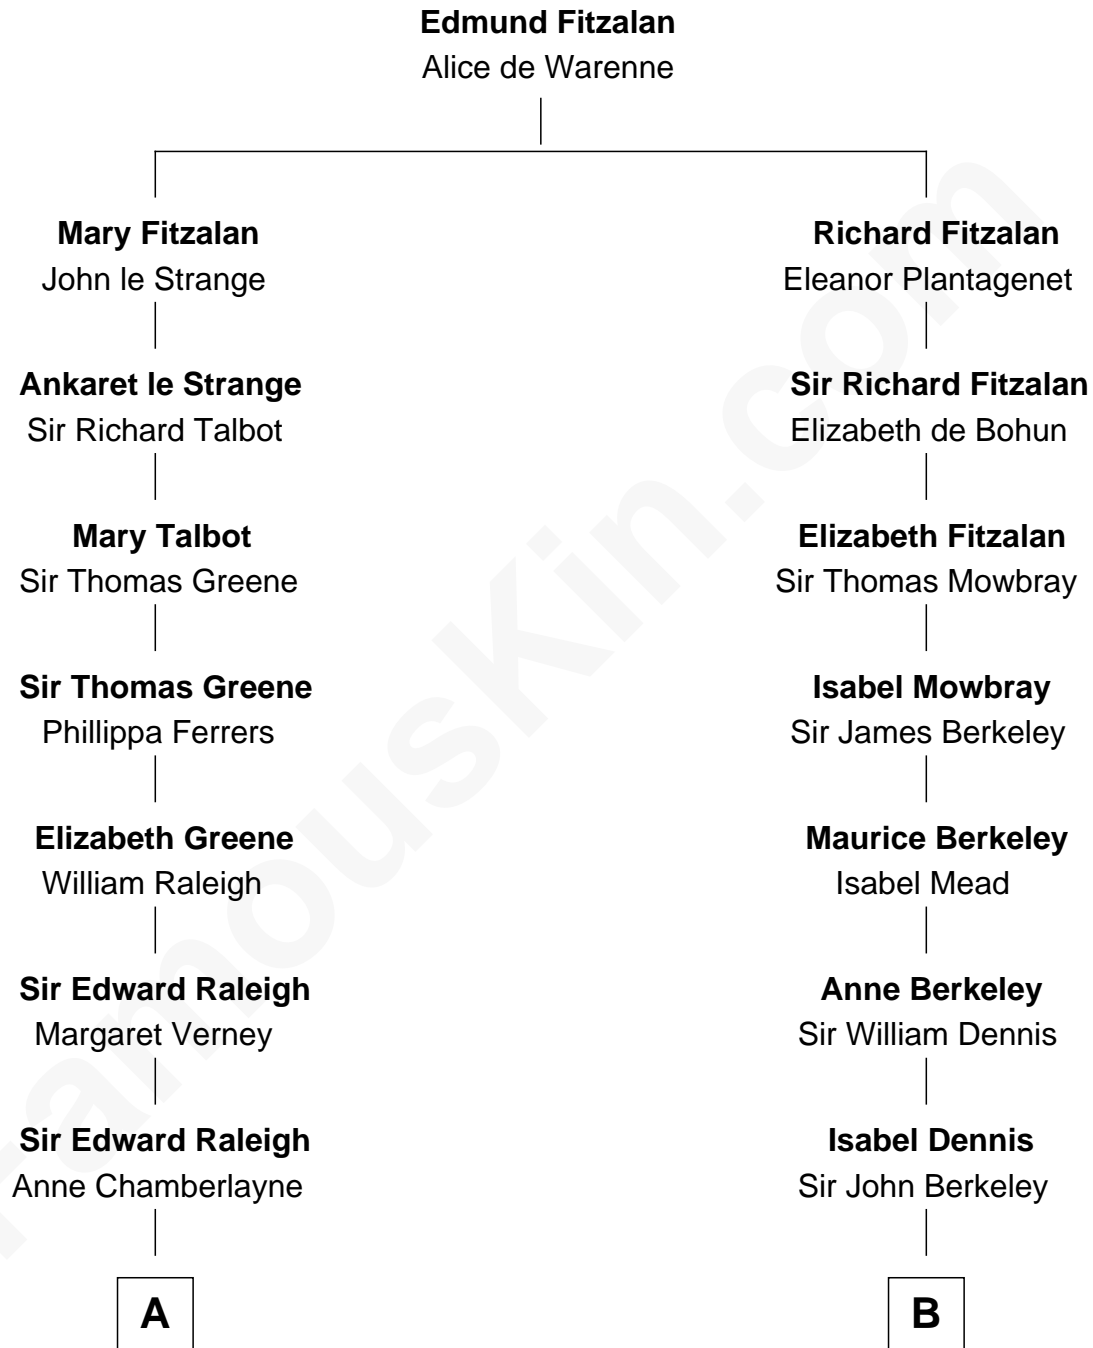 Edmund Fitzalan
Alice de Warenne
Mary Fitzalan
John le Strange
Richard Fitzalan
Eleanor Plantagenet
Ankaret le Strange
Sir Richard Talbot
Sir Richard Fitzalan
Elizabeth de Bohun
Mary Talbot
Sir Thomas Greene
Elizabeth Fitzalan
Sir Thomas Mowbray
Sir Thomas Greene
Phillippa Ferrers
Isabel Mowbray
Sir James Berkeley
Elizabeth Greene
William Raleigh
Maurice Berkeley
Isabel Mead
Sir Edward Raleigh
Margaret Verney
Anne Berkeley
Sir William Dennis
Sir Edward Raleigh
Anne Chamberlayne
Isabel Dennis
Sir John Berkeley
A
B
FamousKin.com